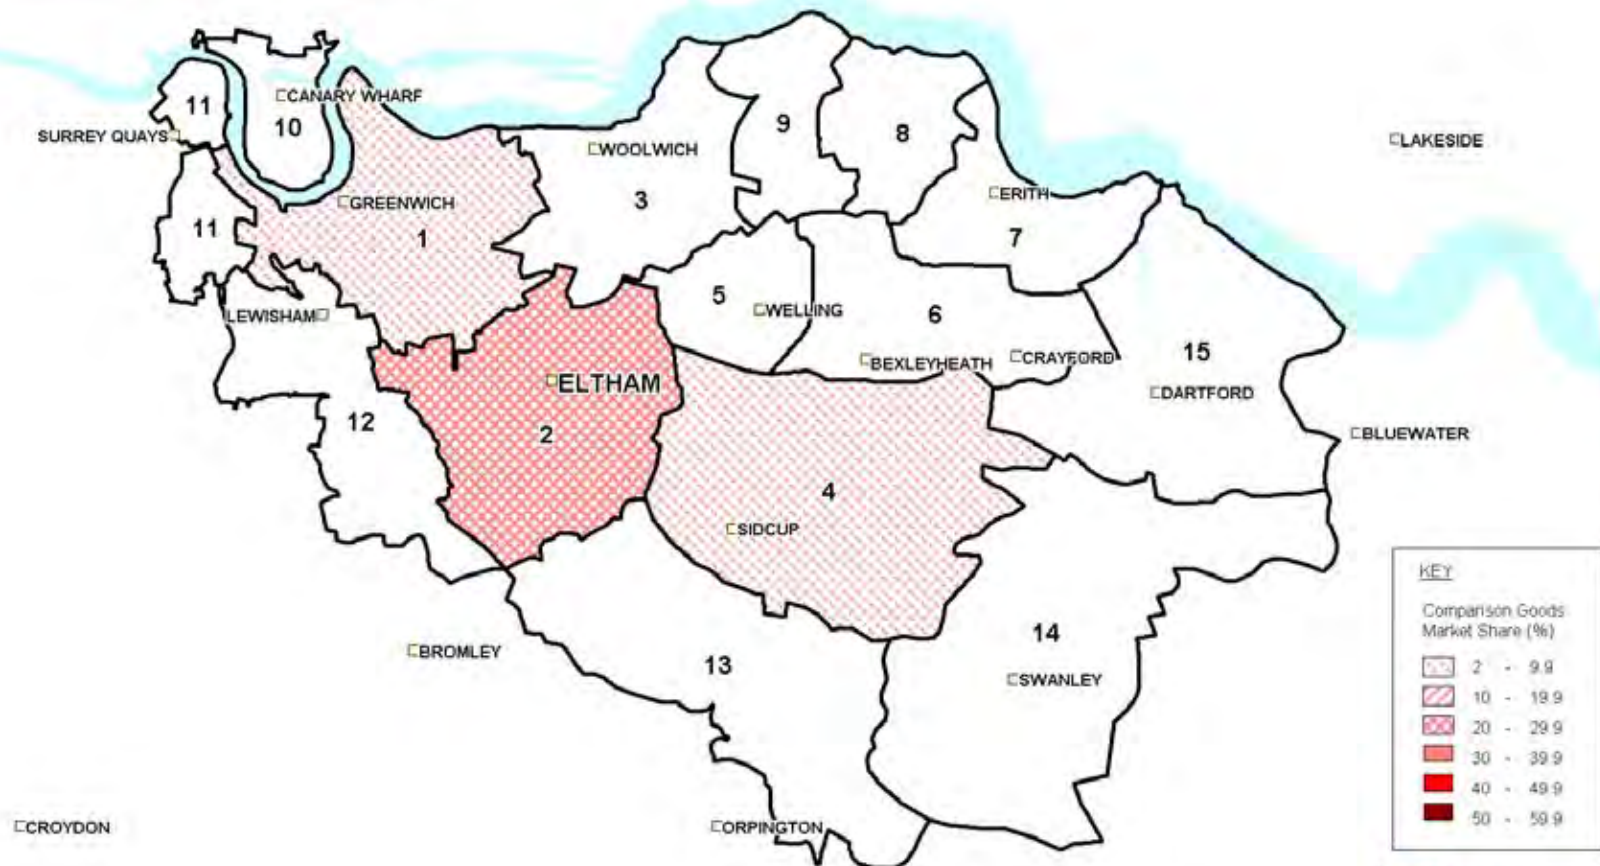 CANARY WHARF
11
10
SURREY QUAYS
WOOLWICH
9
8
LAKESIDE
GREENWICH
3
ERITH
11
1
7
LEWISHAM
5
WELLING
6
BEXLEYHEATH
CRAYFORD
15
ELTHAM
DARTFORD
12
2
BLUEWATER
4
SIDCUP
14
BROMLEY
13
SWANLEY
CROYDON
ORPINGTON
KEY
Comparison Goods
Market Share (%)
2 - 9.9
10 - 19.9
20 - 29.9
30 - 39.9
40 - 49.9
50 - 59.9